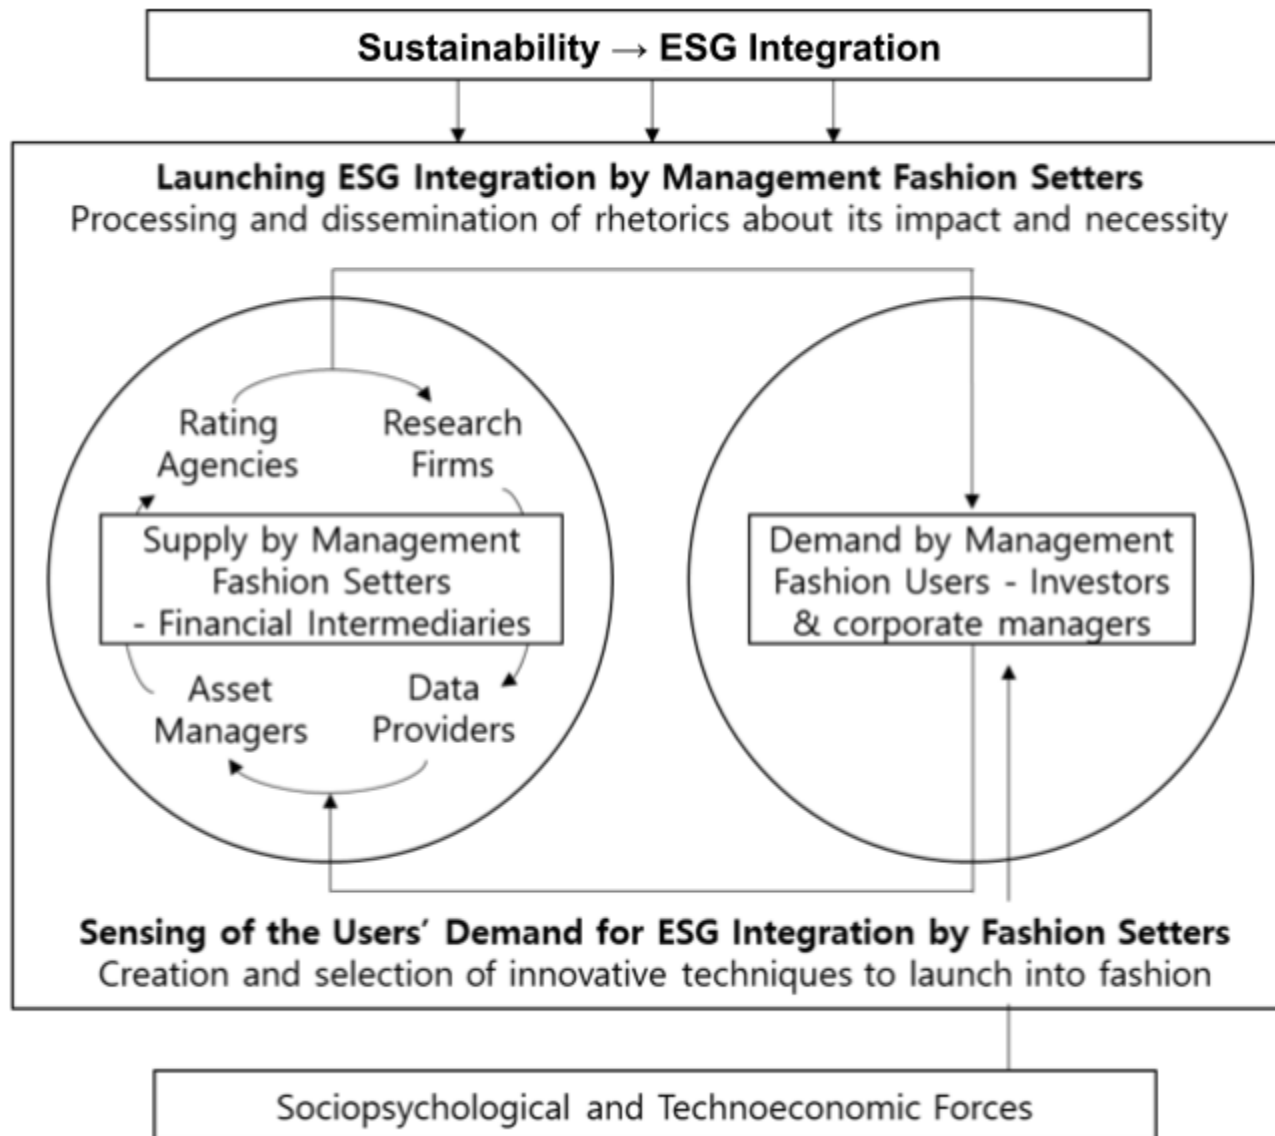 Sustainability → ESG Integration
Launching ESG Integration by Management Fashion Setters
Processing and dissemination of rhetorics about its impact and necessity
Rating
Agencies
Research
Firms
Supply by Management
Fashion Setters
- Financial Intermediaries
Asset
Managers
Data
Providers
Demand by Management
Fashion Users - Investors
& corporate managers
Sensing of the Users' Demand for ESG Integration by Fashion Setters
Creation and selection of innovative techniques to launch into fashion
Sociopsychological and Technoeconomic Forces